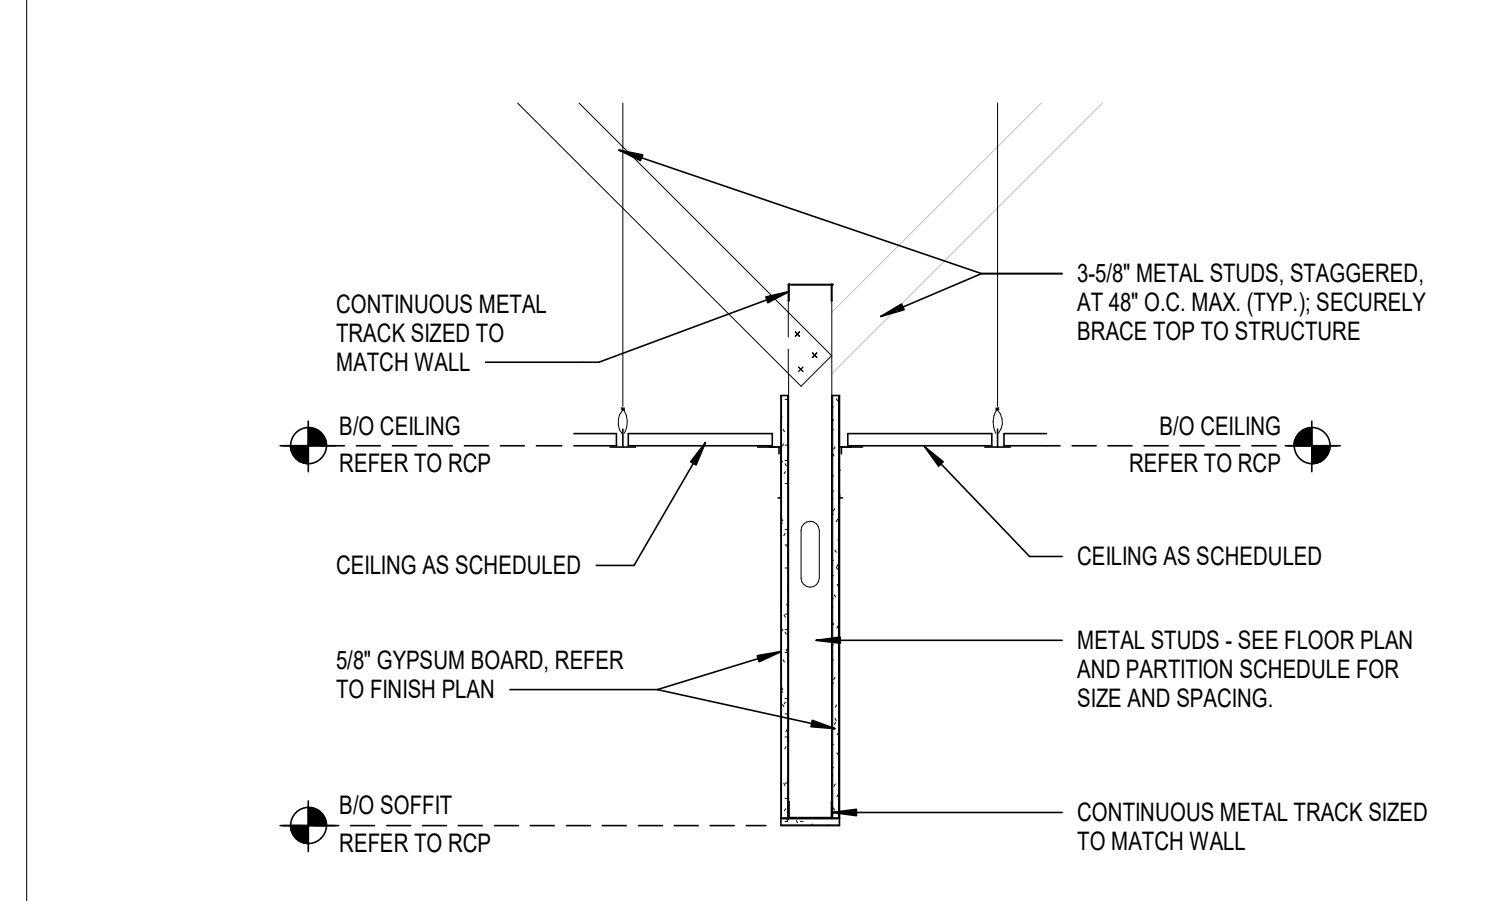 3-5/8" METAL STUDS, STAGGERED,
AT 48" O.C. MAX. (TYP.); SECURELY
BRACE TOP TO STRUCTURE
CONTINUOUS METAL
TRACK SIZED TO
MATCH WALL
B/O CEILING
REFER TO RCP
B/O CEILING
REFER TO RCP
CEILING AS SCHEDULED
CEILING AS SCHEDULED
5/8" GYPSUM BOARD, REFER
TO FINISH PLAN
METAL STUDS - SEE FLOOR PLAN
AND PARTITION SCHEDULE FOR
SIZE AND SPACING.
B/O SOFFIT
REFER TO RCP
CONTINUOUS METAL TRACK SIZED
TO MATCH WALL